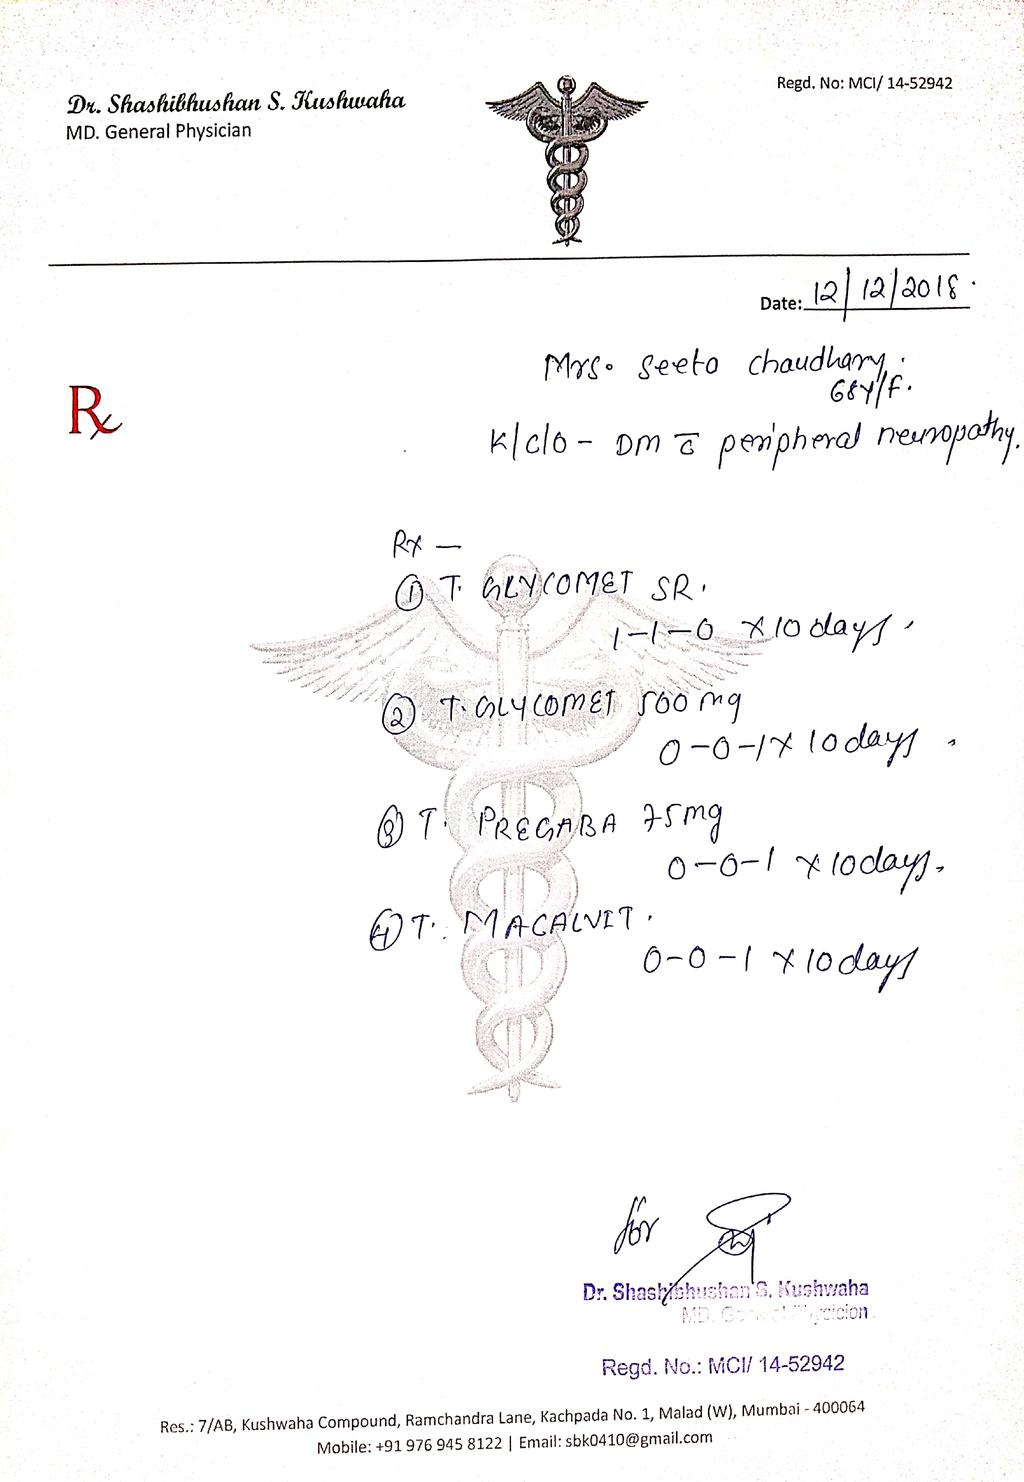 Dr. Shashibhushan S. Kushwaha
MD. General Physician
Regd. No: MCI/ 14-52942
Date: 12/12/2018.
Rx
Mrs. Seeto Chaudhary.
68Y/F.
K/C/O - DM c̄ peripheral neuropathy.
Rx —
① T. GLYCOMET SR.
1-1-0 x 10 days.
② T. GLYCOMET 500 mg
0-0-1 x 10 days.
③ T. PREGABA 75mg
0-0-1 x 10 days.
④ T. MACALVIT.
0-0-1 x 10 days
for
Dr. Shashibhushan S. Kushwaha
MD. General Physician
Regd. No.: MCI/ 14-52942
Res.: 7/AB, Kushwaha Compound, Ramchandra Lane, Kachpada No. 1, Malad (W), Mumbai - 400064
Mobile: +91 976 945 8122 | Email: sbk0410@gmail.com